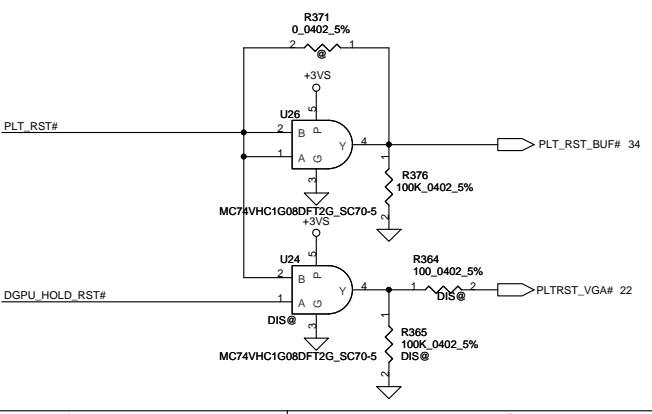 R371
0_0402_5%
2 1
@
+3VS
U26
5
PLT_RST#
2 B P
Y 4
1 A G
PLT_RST_BUF# 34
3
1
R376
100K_0402_5%
2
MC74VHC1G08DFT2G_SC70-5
+3VS
U24
5
R364
100_0402_5%
2 B P
Y 4
1 2
DIS@
PLTRST_VGA# 22
DGPU_HOLD_RST#
1 A G
DIS@
3
1
R365
100K_0402_5%
DIS@
MC74VHC1G08DFT2G_SC70-5
2